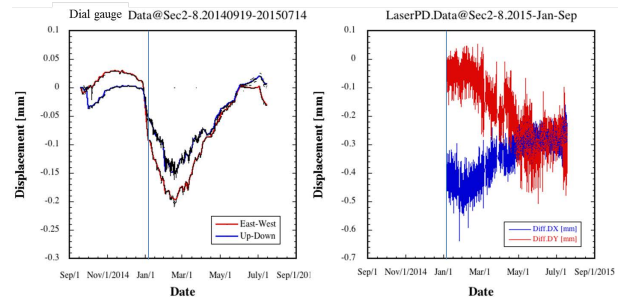 Dial gauge Data@Sec2-8.20140919-20150714
0.1
0.05
0
-0.05
-0.1
-0.15
-0.2
-0.25
-0.3
Displacement [mm]
East-West
Up-Down
Sep/1 Nov/1/2014 Jan/1 Mar/1 May/1 July/1 Sep/1/201
Date
LaserPD.Data@Sec2-8.2015-Jan-Sep
0.1
0
-0.1
-0.2
-0.3
-0.4
-0.5
-0.6
-0.7
Displacement [mm]
Diff.DX [mm]
Diff.DY [mm]
Sep/1 Nov/1/2014 Jan/1 Mar/1 May/1 July/1 Sep/1/2015
Date